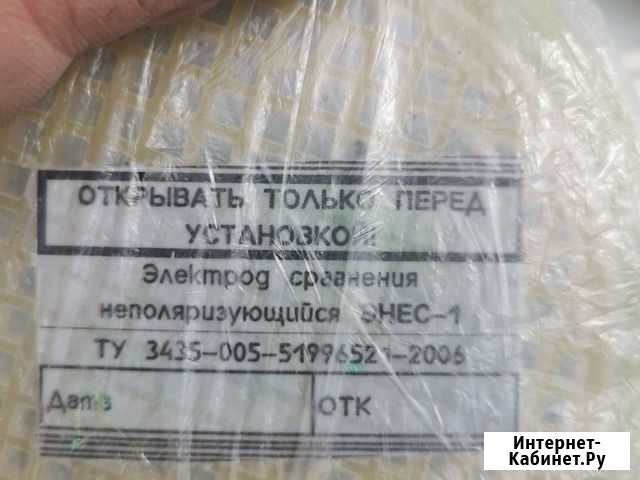 ОТКРЫВАТЬ ТОЛЬКО ПЕРЕД
УСТАНОВКОЙ!
Электрод сравнения
неполяризующийся ЭНЕС-1
ТУ 3435-005-51996521-2006
Дата
ОТК
Интернет-
Кабинет.Ру